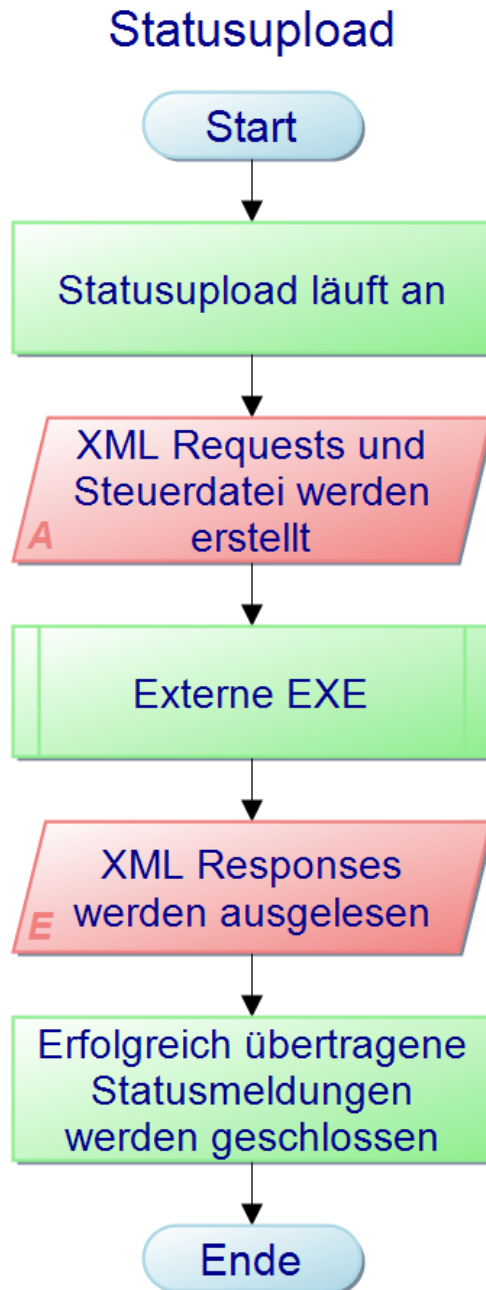 Statusupload
Start
Statusupload läuft an
XML Requests und
Steuerdatei werden
erstellt
A
Externe EXE
XML Responses
werden ausgelesen
E
Erfolgreich übertragene
Statusmeldungen
werden geschlossen
Ende